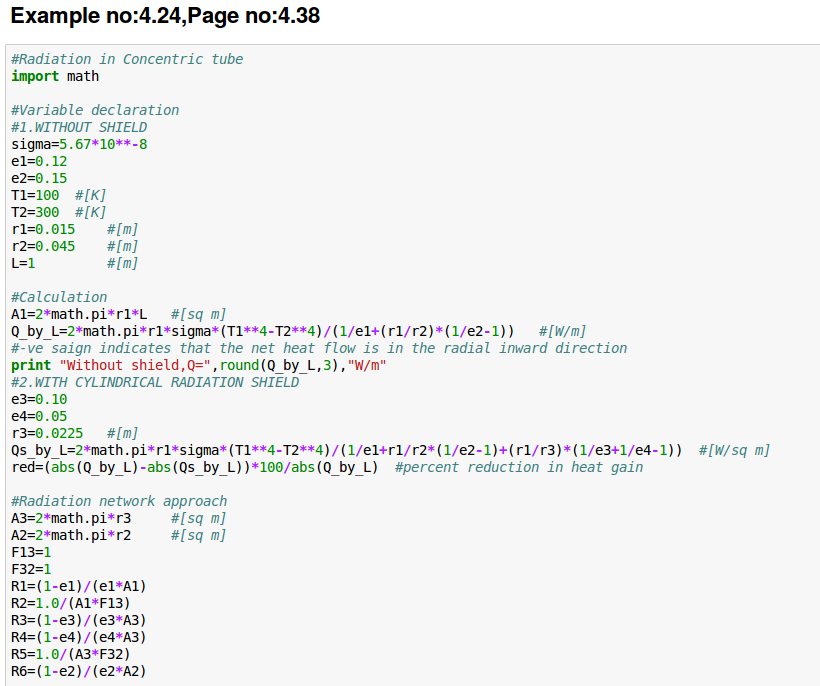 Example no:4.24,Page no:4.38
#Radiation in Concentric tube
import math
#Variable declaration
#1.WITHOUT SHIELD
sigma=5.67*10**-8
e1=0.12
e2=0.15
T1=100  #[K]
T2=300  #[K]
r1=0.015    #[m]
r2=0.045    #[m]
L=1         #[m]
#Calculation
A1=2*math.pi*r1*L   #[sq m]
Q_by_L=2*math.pi*r1*sigma*(T1**4-T2**4)/(1/e1+(r1/r2)*(1/e2-1))   #[W/m]
#-ve saign indicates that the net heat flow is in the radial inward direction
print "Without shield,Q=",round(Q_by_L,3),"W/m"
#2.WITH CYLINDRICAL RADIATION SHIELD
e3=0.10
e4=0.05
r3=0.0225   #[m]
Qs_by_L=2*math.pi*r1*sigma*(T1**4-T2**4)/(1/e1+r1/r2*(1/e2-1)+(r1/r3)*(1/e3+1/e4-1))  #[W/sq m]
red=(abs(Q_by_L)-abs(Qs_by_L))*100/abs(Q_by_L)  #percent reduction in heat gain
#Radiation network approach
A3=2*math.pi*r3     #[sq m]
A2=2*math.pi*r2     #[sq m]
F13=1
F32=1
R1=(1-e1)/(e1*A1)
R2=1.0/(A1*F13)
R3=(1-e3)/(e3*A3)
R4=(1-e4)/(e4*A3)
R5=1.0/(A3*F32)
R6=(1-e2)/(e2*A2)